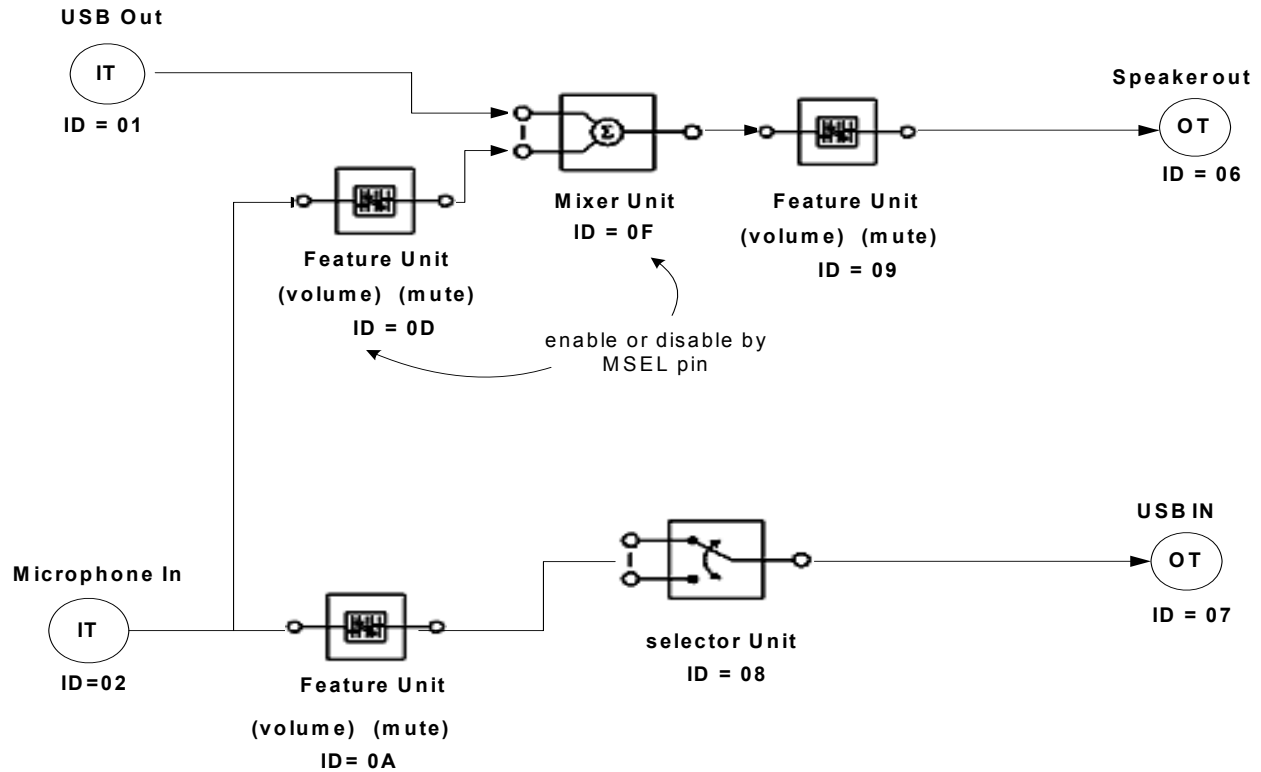 USB Out
IT
ID = 01
Speakerout
OT
ID = 06
Σ
Mixer Unit
ID = 0F
Feature Unit
(volume) (mute)
ID = 09
Feature Unit
(volume) (mute)
ID = 0D
enable or disable by
MSEL pin
USB IN
OT
ID = 07
Microphone In
IT
ID=02
selector Unit
ID = 08
Feature Unit
(volume) (mute)
ID= 0A